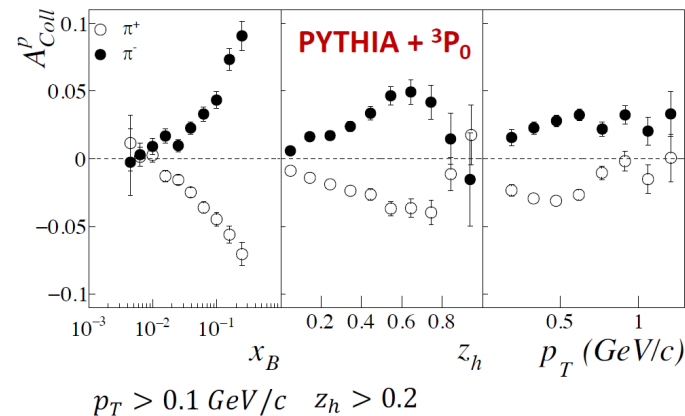 A^p_Coll
0.1
0.05
0
−0.05
−0.1
π+
π-
PYTHIA + ³P₀
10⁻³ 10⁻² 10⁻¹
0.2 0.4 0.6 0.8
0.5 1
x_B
z_h
p_T (GeV/c)
p_T > 0.1 GeV/c z_h > 0.2